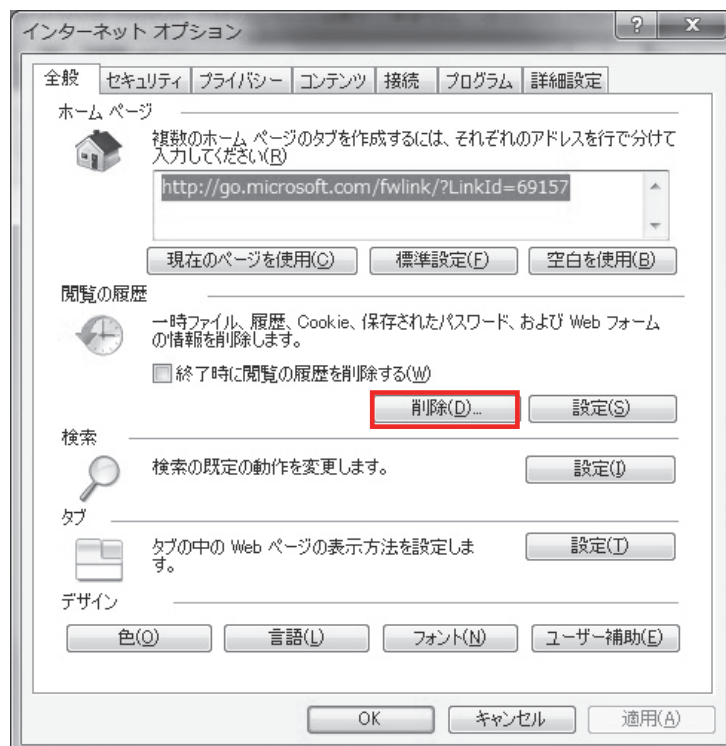 インターネット オプション
全般 セキュリティ プライバシー コンテンツ 接続 プログラム 詳細設定
ホーム ページ
複数のホーム ページのタブを作成するには、それぞれのアドレスを行で分けて
入力してください(R)
http://go.microsoft.com/fwlink/?LinkId=69157
現在のページを使用(C) 標準設定(F) 空白を使用(B)
閲覧の履歴
一時ファイル、履歴、Cookie、保存されたパスワード、および Web フォーム
の情報を削除します。
終了時に閲覧の履歴を削除する(W)
削除(D)... 設定(S)
検索
検索の既定の動作を変更します。 設定(I)
タブ
タブの中の Web ページの表示方法を設定しま
す。 設定(T)
デザイン
色(O) 言語(L) フォント(N) ユーザー補助(E)
OK キャンセル 適用(A)